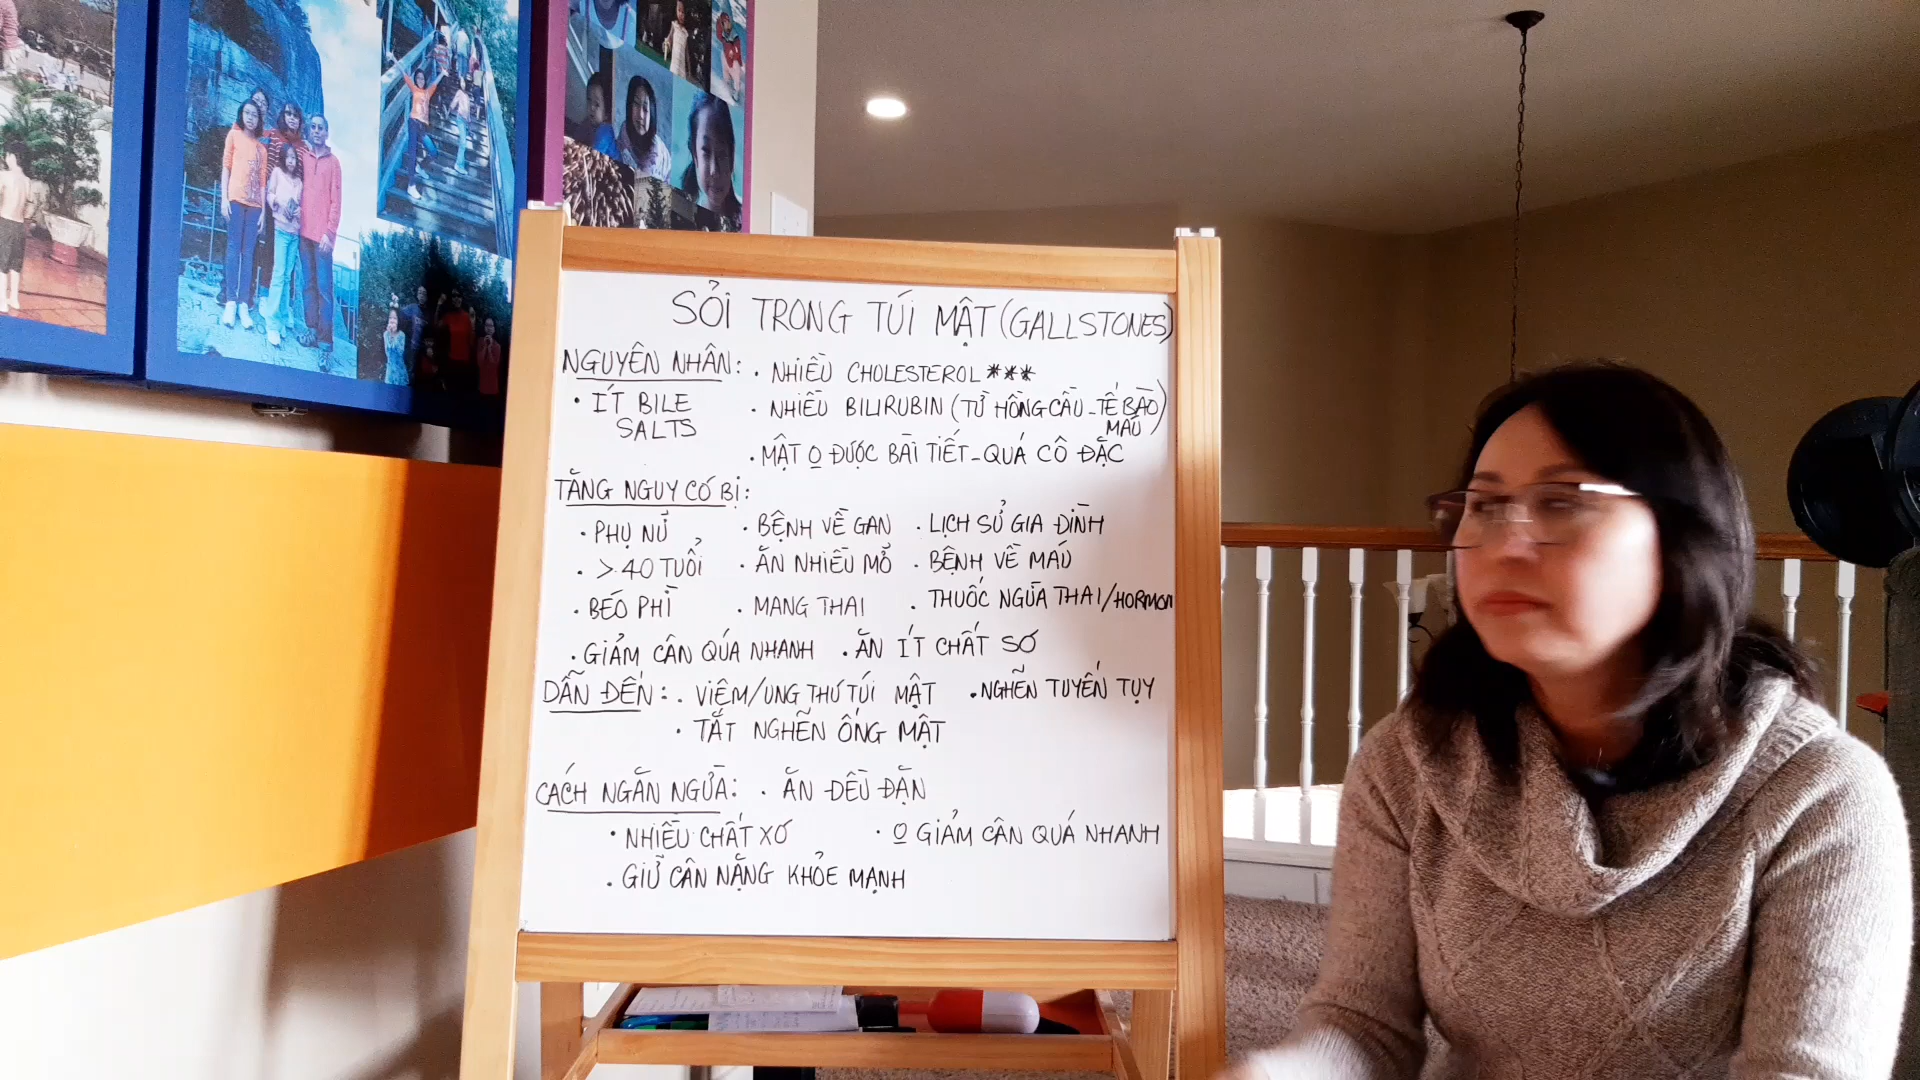 SỎI TRONG TÚI MẬT (GALLSTONES)
NGUYÊN NHÂN: • NHIỀU CHOLESTEROL ***
• ÍT BILE SALTS
• NHIỀU BILIRUBIN (TỪ HỒNG CẦU - TẾ BÀO MÁU)
• MẬT O ĐƯỢC BÀI TIẾT - QUÁ CÔ ĐẶC
TĂNG NGUY CƠ BỊ:
• PHỤ NỮ • BỆNH VỀ GAN • LỊCH SỬ GIA ĐÌNH
• > 40 TUỔI • ĂN NHIỀU MỠ • BỆNH VỀ MÁU
• BÉO PHÌ • MANG THAI • THUỐC NGỪA THAI/HORMON
• GIẢM CÂN QÚA NHANH • ĂN ÍT CHẤT SƠ
DẪN ĐẾN: • VIÊM/UNG THƯ TÚI MẬT • NGHẼN TUYẾN TỤY
• TẮT NGHẼN ỐNG MẬT
CÁCH NGĂN NGỪA: • ĂN ĐỀU ĐẶN
• NHIỀU CHẤT XƠ • O GIẢM CÂN QUÁ NHANH
• GIỮ CÂN NẶNG KHỎE MẠNH